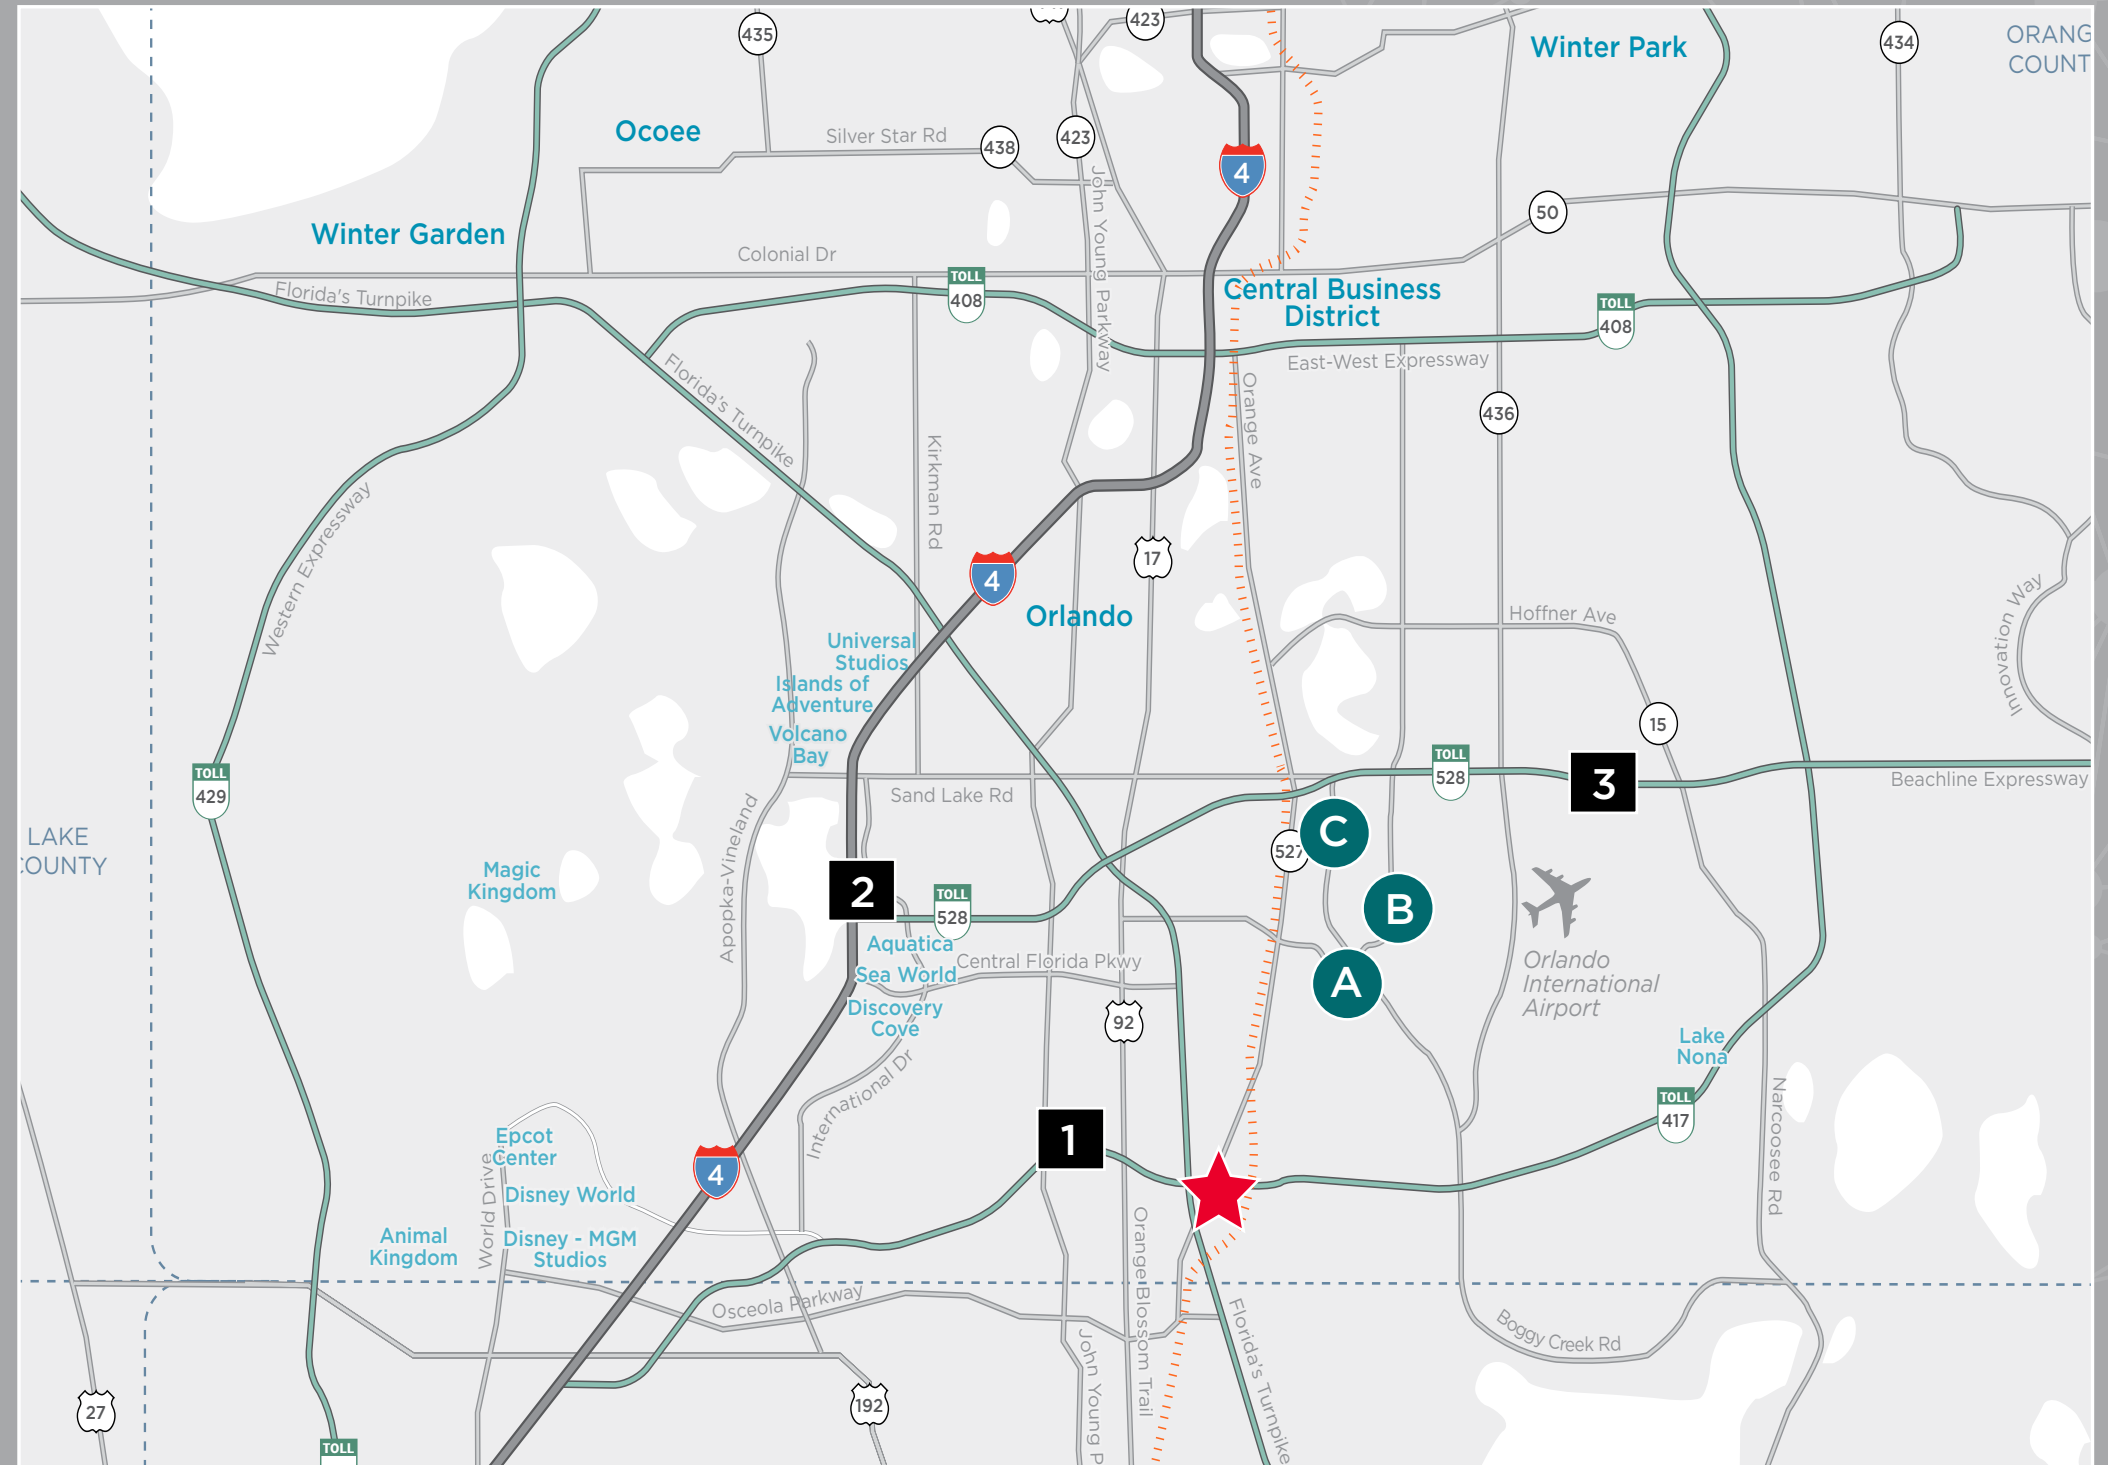 435
423
Winter Park
434
ORANG
COUNT
Ocoee
Silver Star Rd
438
423
4
John Young Parkway
50
Winter Garden
Colonial Dr
Florida's Turnpike
TOLL
408
Central Business
District
TOLL
408
East-West Expressway
Florida's Turnpike
Orange Ave
436
Kirkman Rd
Western Expressway
4
17
Orlando
Hoffner Ave
Innovation Way
Universal
Studios
Islands of
Adventure
Volcano
Bay
15
TOLL
429
Sand Lake Rd
TOLL
528
3
Beachline Expressway
LAKE
COUNTY
Apopka-Vineland
C
527
Magic
Kingdom
2
TOLL
528
B
Aquatica
Sea World
Central Florida Pkwy
Discovery
Cove
A
Orlando
International
Airport
92
Lake
Nona
International Dr
TOLL
417
Narcoossee Rd
1
Epcot
Center
4
World Drive
Disney World
Animal
Kingdom
Disney - MGM
Studios
Orange Blossom Trail
Osceola Parkway
Florida's Turnpike
Boggy Creek Rd
John Young P
27
192
TOLL